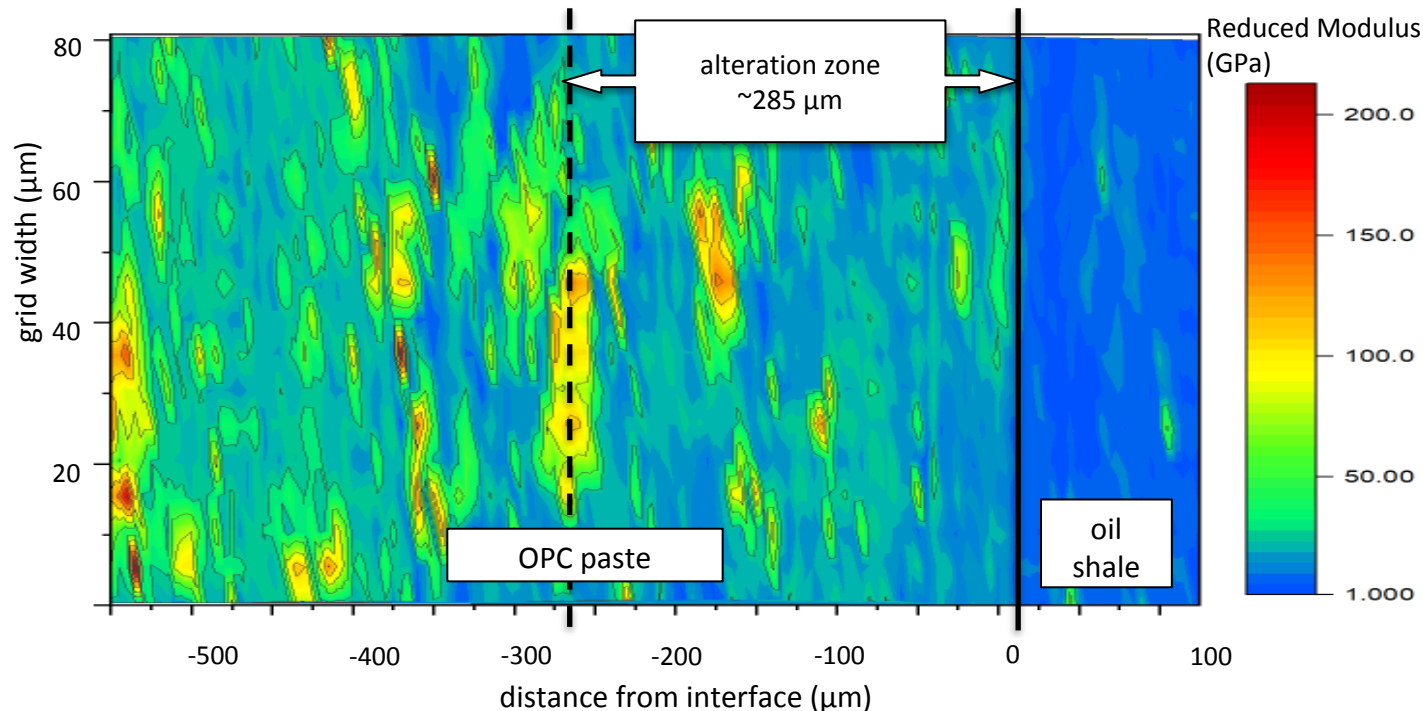 Reduced Modulus
(GPa)
80
60
40
20
grid width (µm)
alteration zone
~285 µm
OPC paste
oil
shale
200.0
150.0
100.0
50.00
1.000
-500
-400
-300
-200
-100
0
100
distance from interface (µm)